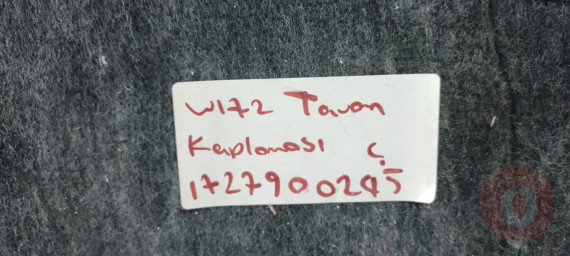 W172 Tavan
Kaplaması Ç
1727900245